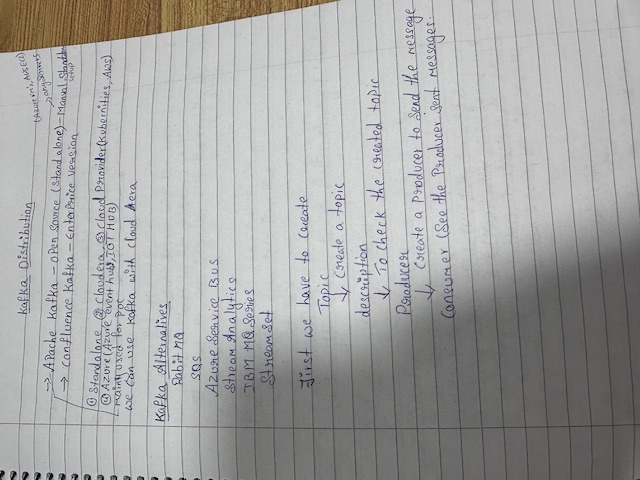 Kafka Distribution
(Azure vm's, AWS EC2)
→ any servers
→ Apache Kafka – open source (Standalone) – Manual, Standalone setup
→ Confluence Kafka – Enterprice version
① Standalone, ② Cloudera, ③ Cloud Provider (Kubernities, AWS)
④ Azure (Azure event hub, IOT HUB)
Mainly used for poc
we can use Kafka with cloud Aera
Kafka Alternatives
Rabit MQ
SQS
Azure Service Bus
Stream Analytics
IBM MQ Series
Stream Set
First we have to create
Topic
↓ Create a topic
description
↓ To check the created topic
Producer
↓ Create a Producer to send the message
Consumer (See the Producer sent messages.